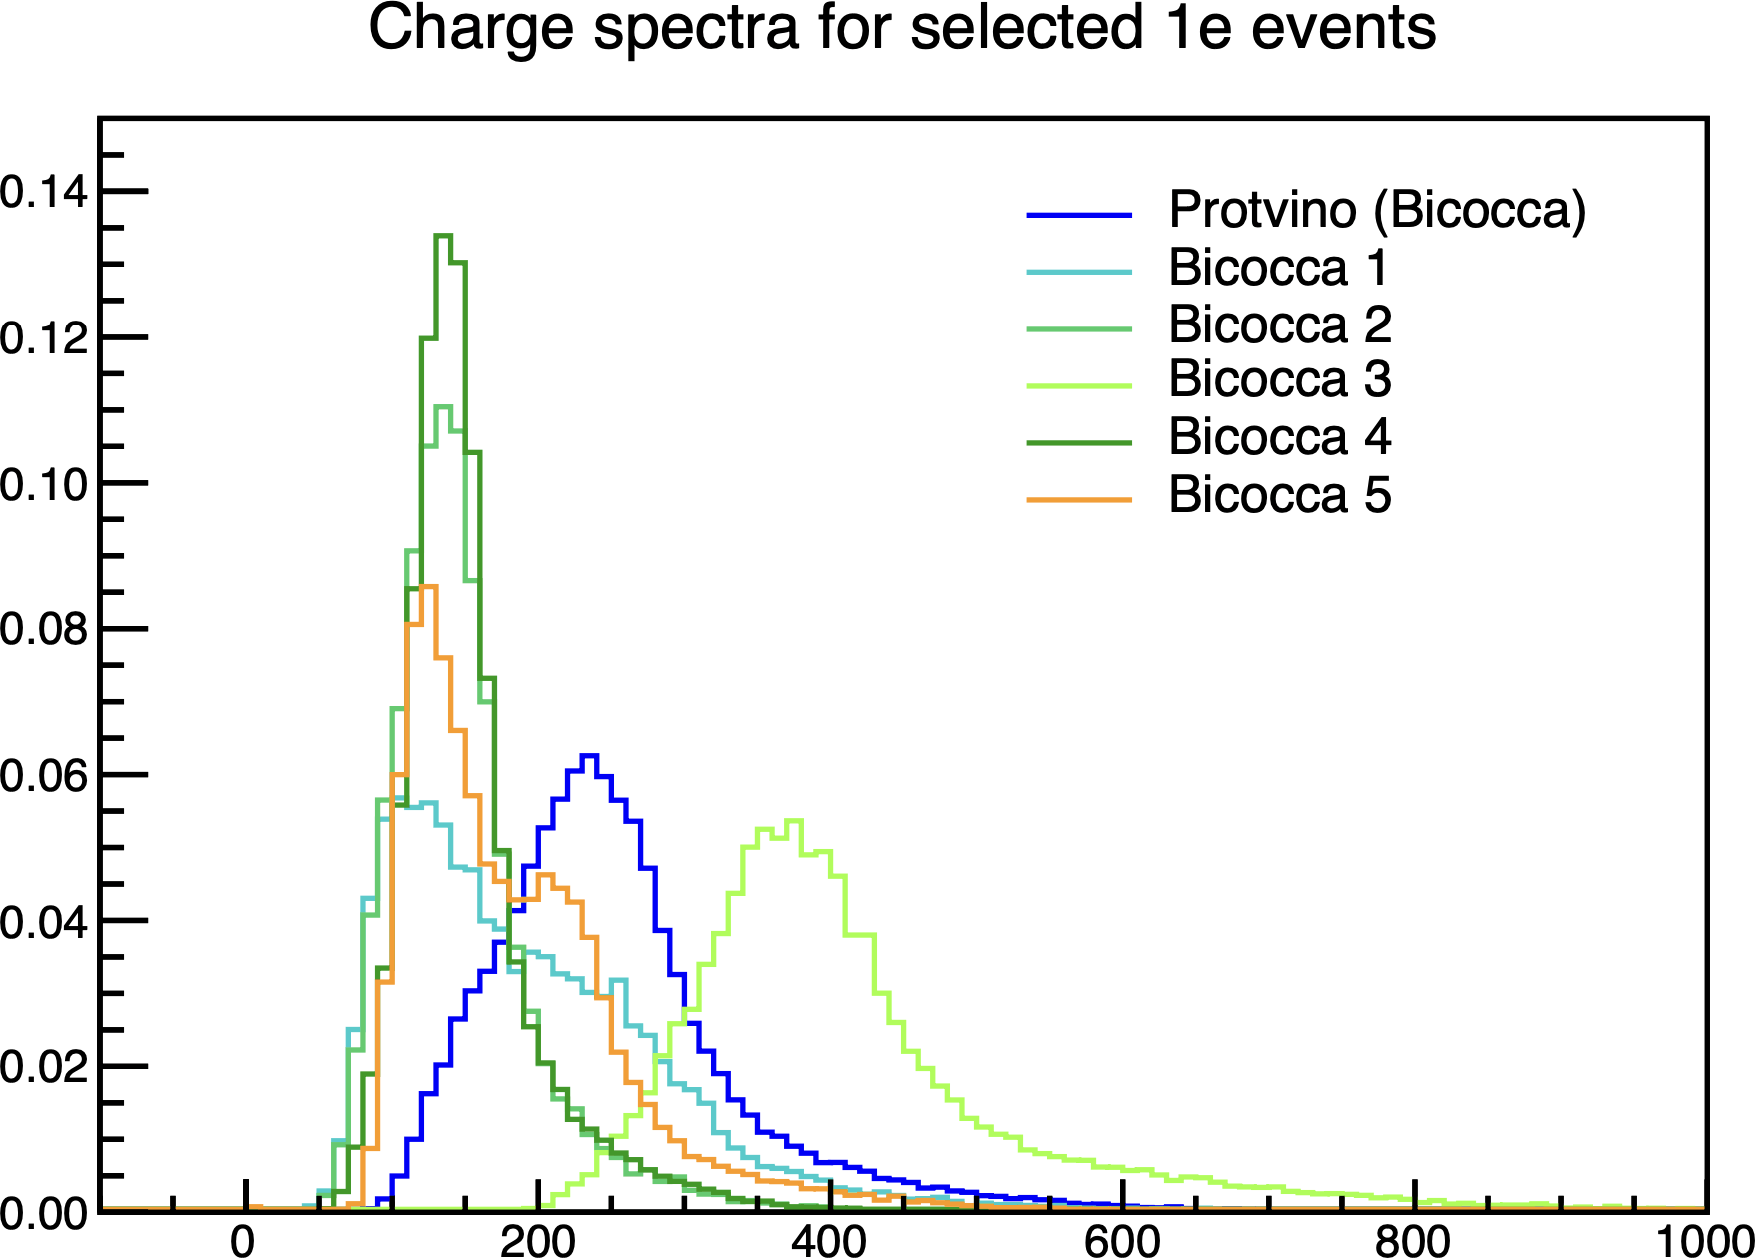 Charge spectra for selected 1e events
0.14
0.12
0.10
0.08
0.06
0.04
0.02
0.00
Protvino (Bicocca)
Bicocca 1
Bicocca 2
Bicocca 3
Bicocca 4
Bicocca 5
0 200 400 600 800 1000